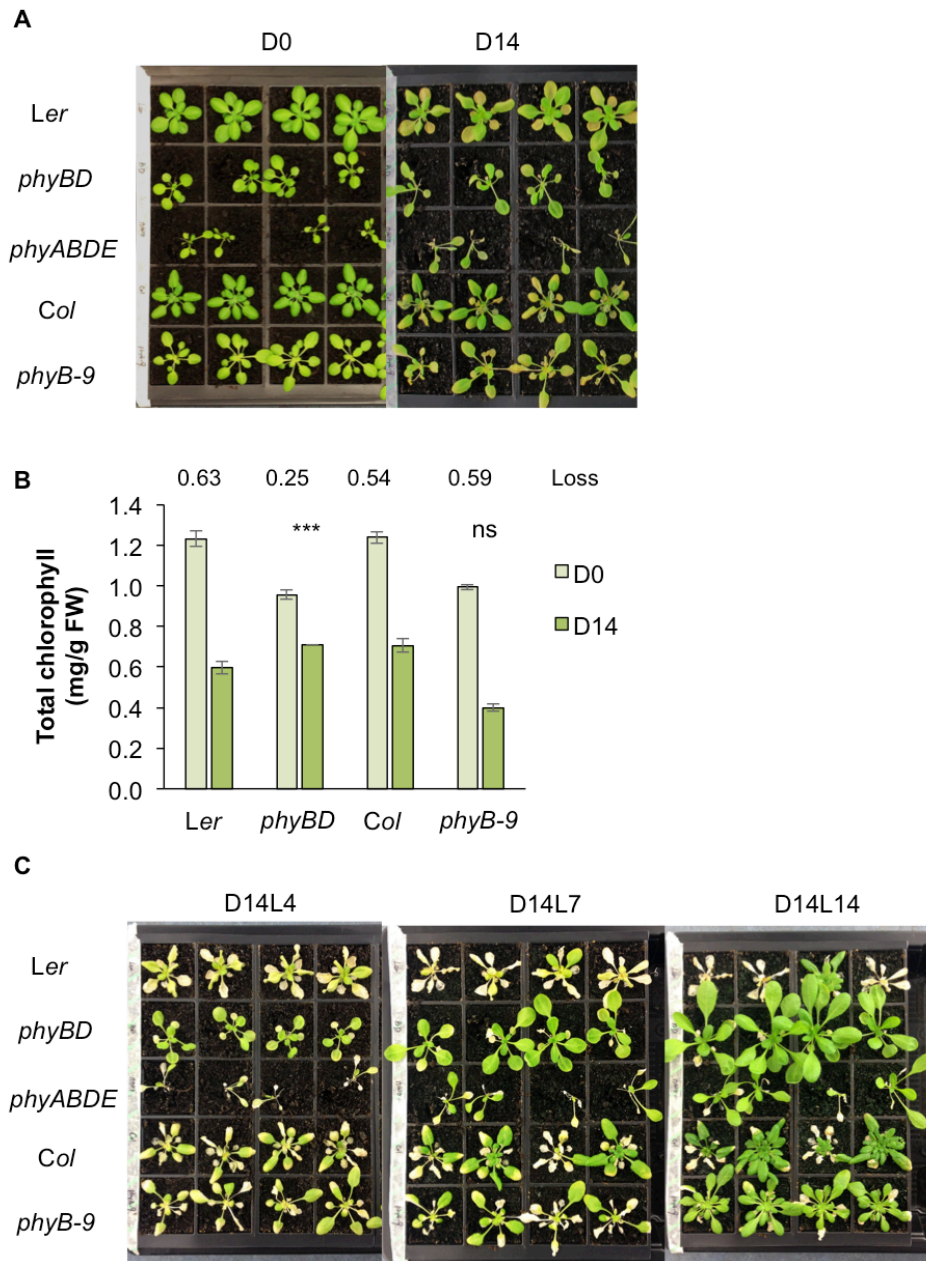 A
D0 D14
Ler
phyBD
phyABDE
Col
phyB-9
B
0.63 0.25 0.54 0.59 Loss
1.4
1.2
1.0
0.8
0.6
0.4
0.2
0.0
Total chlorophyll
(mg/g FW)
*** ns
D0
D14
Ler phyBD Col phyB-9
C
D14L4 D14L7 D14L14
Ler
phyBD
phyABDE
Col
phyB-9